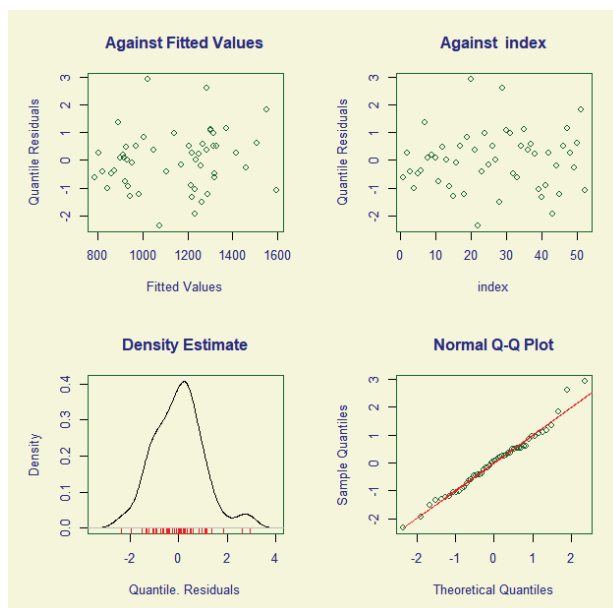 Against Fitted Values
Quantile Residuals
3
2
1
0
-1
-2
800 1000 1200 1400 1600
Fitted Values
Against index
Quantile Residuals
3
2
1
0
-1
-2
0 10 20 30 40 50
index
Density Estimate
Density
0.4
0.3
0.2
0.1
0.0
-2 0 2 4
Quantile. Residuals
Normal Q-Q Plot
Sample Quantiles
3
2
1
0
-1
-2
-2 -1 0 1 2
Theoretical Quantiles